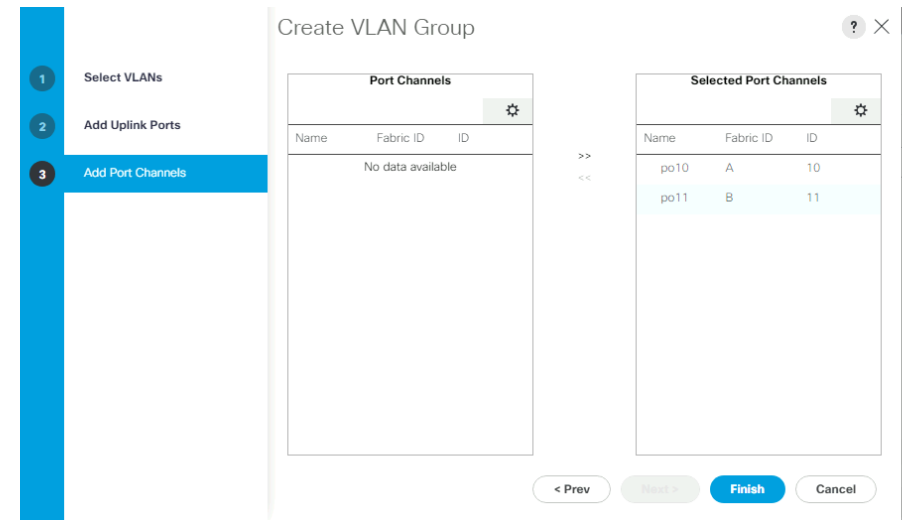 Create VLAN Group
?
1 Select VLANs
2 Add Uplink Ports
3 Add Port Channels
Port Channels
Name Fabric ID ID
No data available
>>
<<
Selected Port Channels
Name Fabric ID ID
po10 A 10
po11 B 11
< Prev Next > Finish Cancel